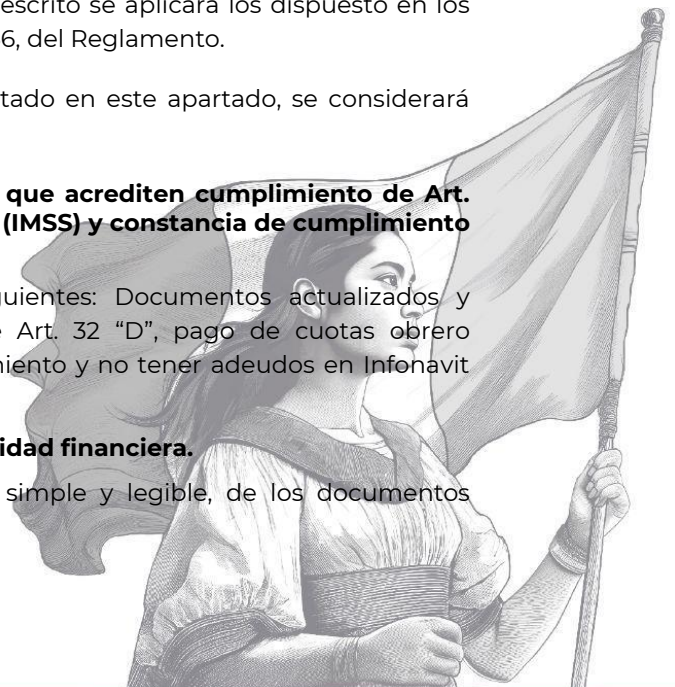 escrito se aplicará los dispuesto en los
6, del Reglamento.
tado en este apartado, se considerará
que acrediten cumplimiento de Art.
(IMSS) y constancia de cumplimiento
guientes: Documentos actualizados y
Art. 32 “D”, pago de cuotas obrero
miento y no tener adeudos en Infonavit
idad financiera.
simple y legible, de los documentos